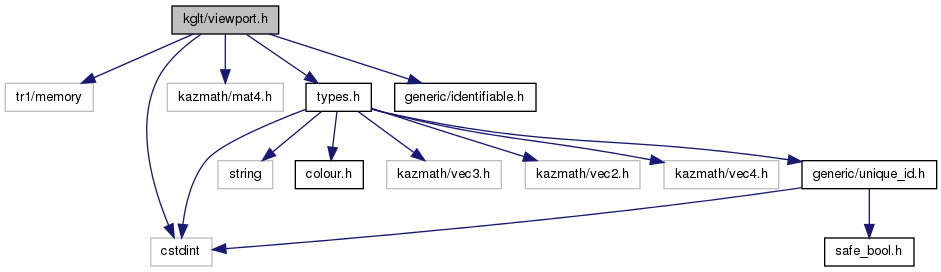 kglt/viewport.h
tr1/memory
kazmath/mat4.h
types.h
generic/identifiable.h
string
colour.h
kazmath/vec3.h
kazmath/vec2.h
kazmath/vec4.h
generic/unique_id.h
cstdint
safe_bool.h